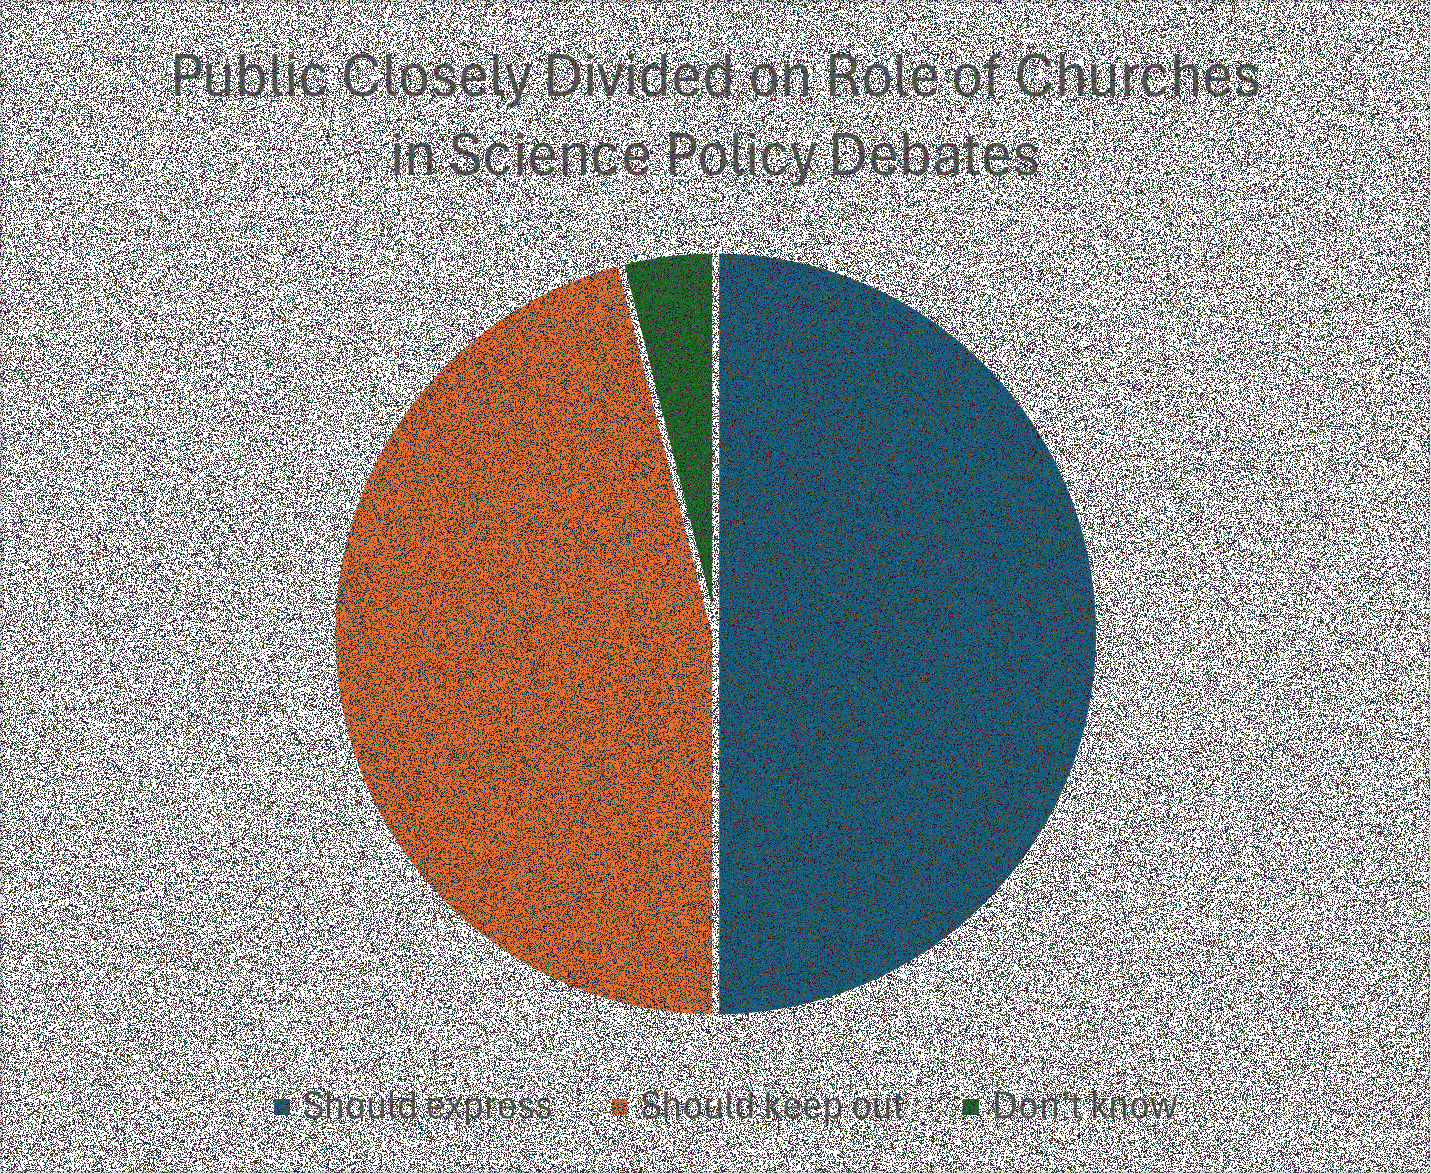 Public Closely Divided on Role of Churches
in Science Policy Debates
Should express Should keep out Don't know